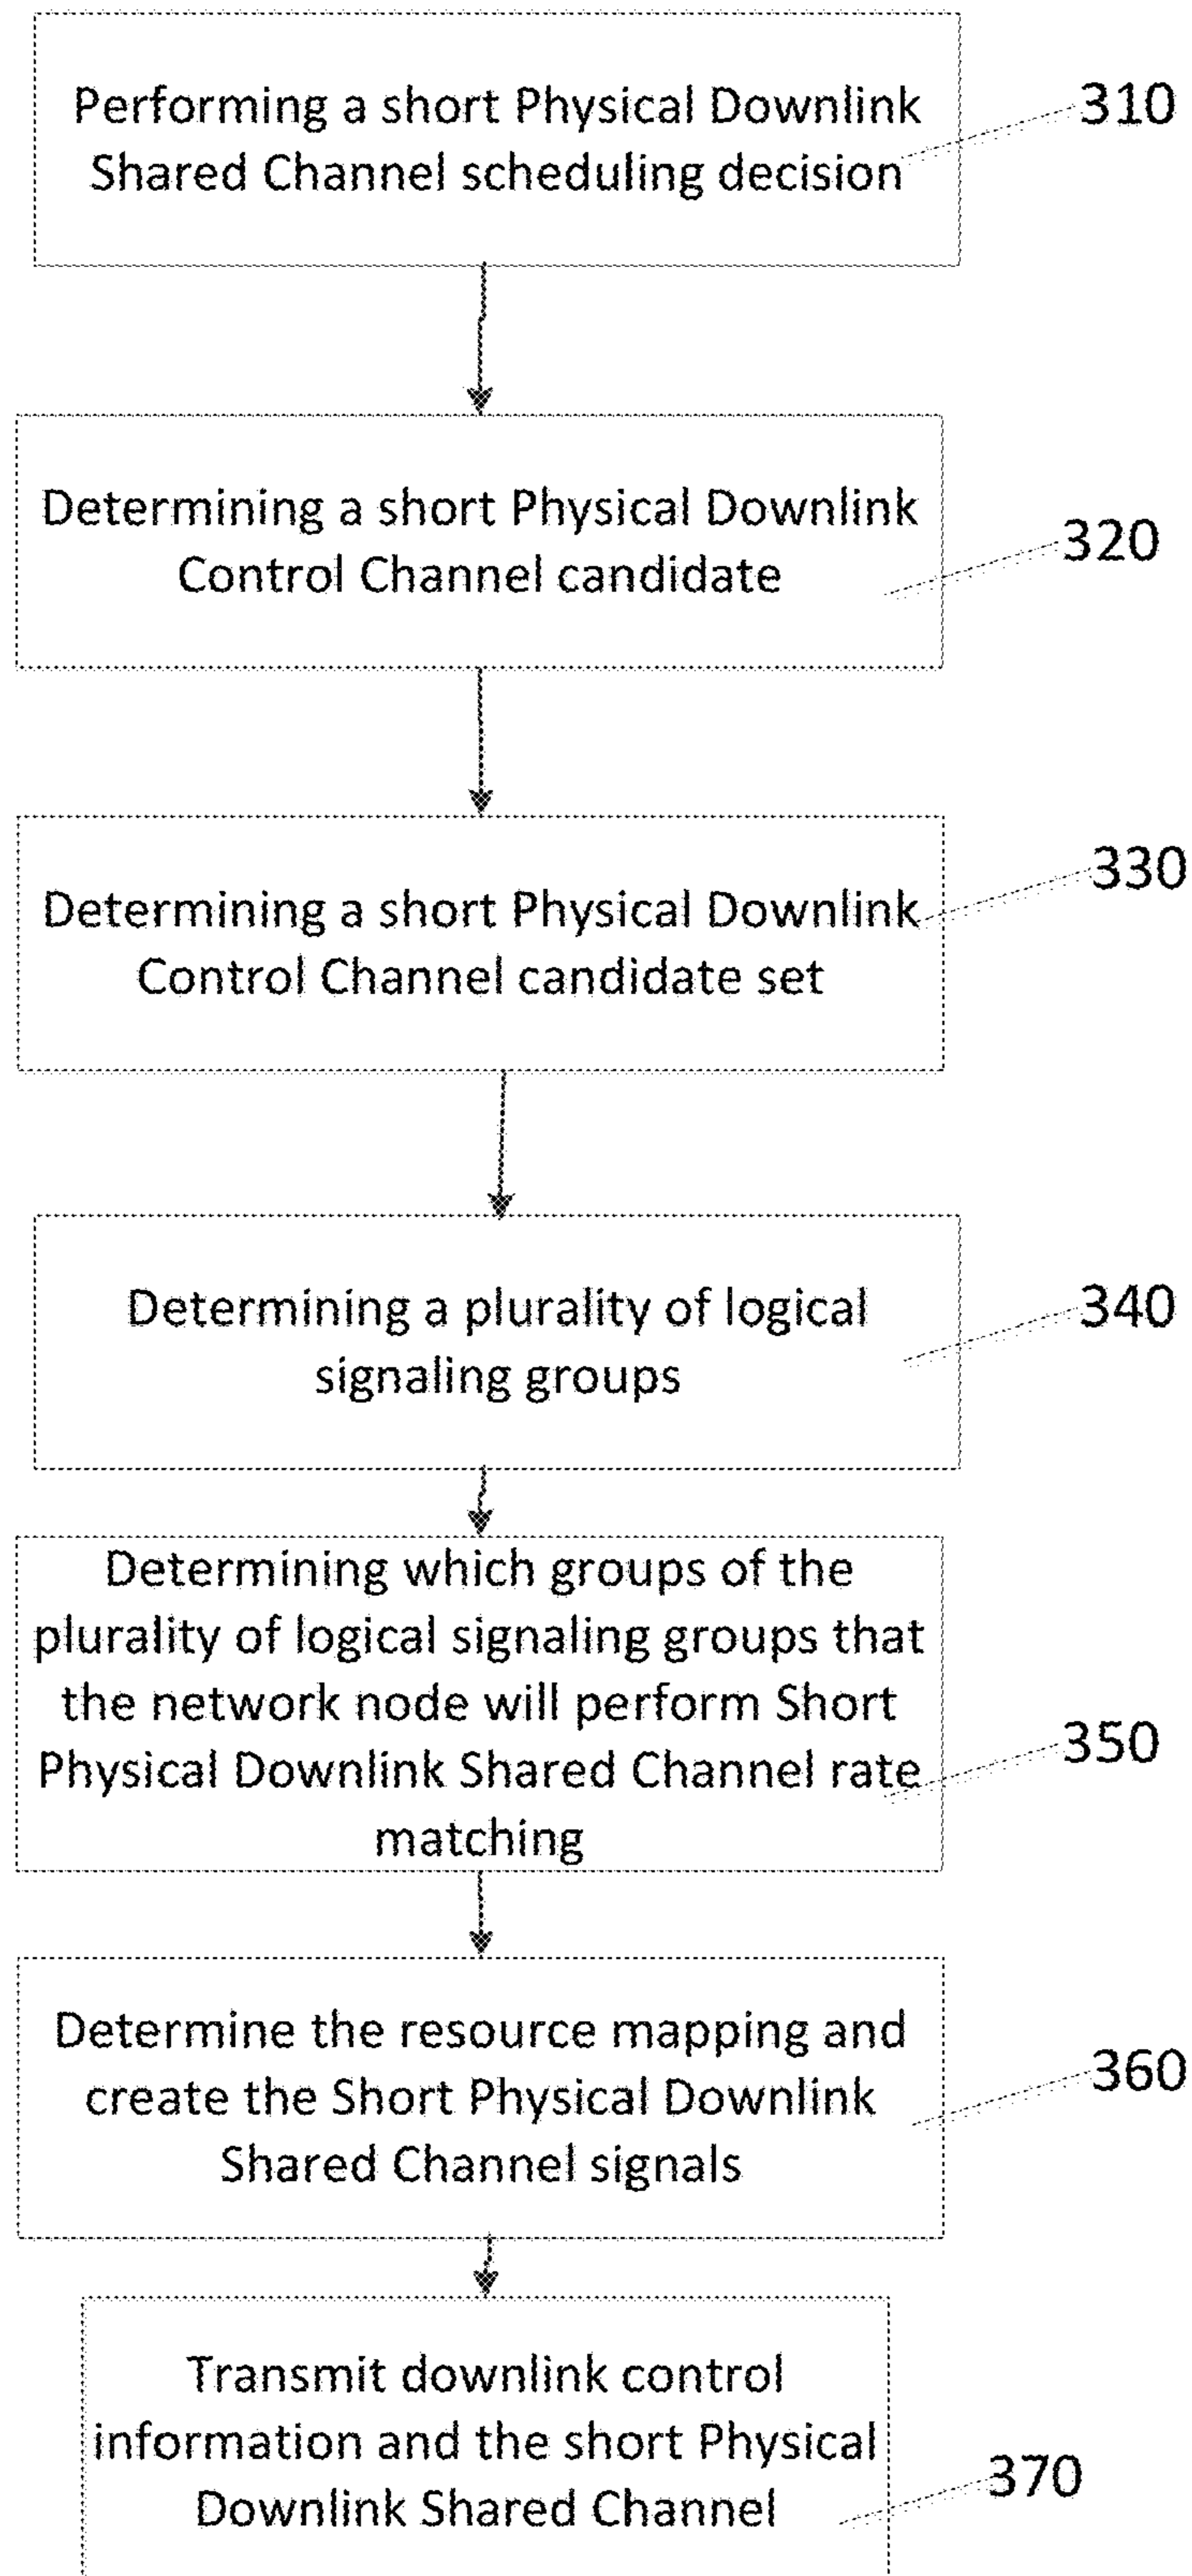 Performing a short Physical Downlink
Shared Channel scheduling decision
310
Determining a short Physical Downlink
Control Channel candidate
320
Determining a short Physical Downlink
Control Channel candidate set
330
Determining a plurality of logical
signaling groups
340
Determining which groups of the
plurality of logical signaling groups that
the network node will perform Short
Physical Downlink Shared Channel rate
matching
350
Determine the resource mapping and
create the Short Physical Downlink
Shared Channel signals
360
Transmit downlink control
information and the short Physical
Downlink Shared Channel
370